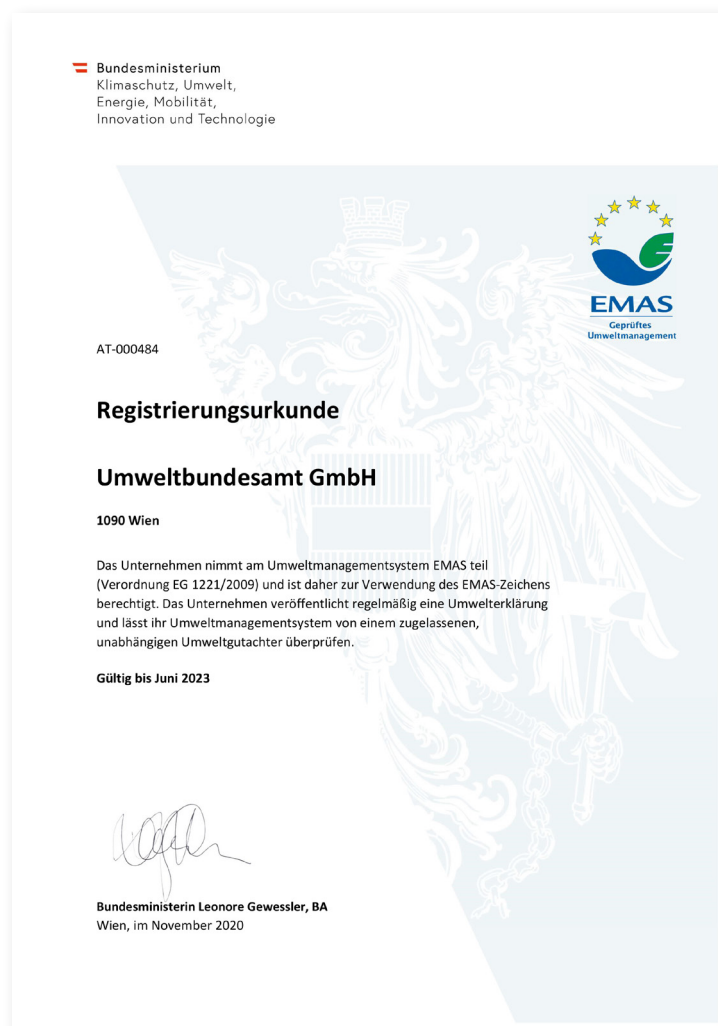 Bundesministerium
Klimaschutz, Umwelt,
Energie, Mobilität,
Innovation und Technologie
EMAS
Geprüftes
Umweltmanagement
AT-000484
Registrierungsurkunde
Umweltbundesamt GmbH
1090 Wien
Das Unternehmen nimmt am Umweltmanagementsystem EMAS teil
(Verordnung EG 1221/2009) und ist daher zur Verwendung des EMAS-Zeichens
berechtigt. Das Unternehmen veröffentlicht regelmäßig eine Umwelterklärung
und lässt ihr Umweltmanagementsystem von einem zugelassenen,
unabhängigen Umweltgutachter überprüfen.
Gültig bis Juni 2023
Bundesministerin Leonore Gewessler, BA
Wien, im November 2020